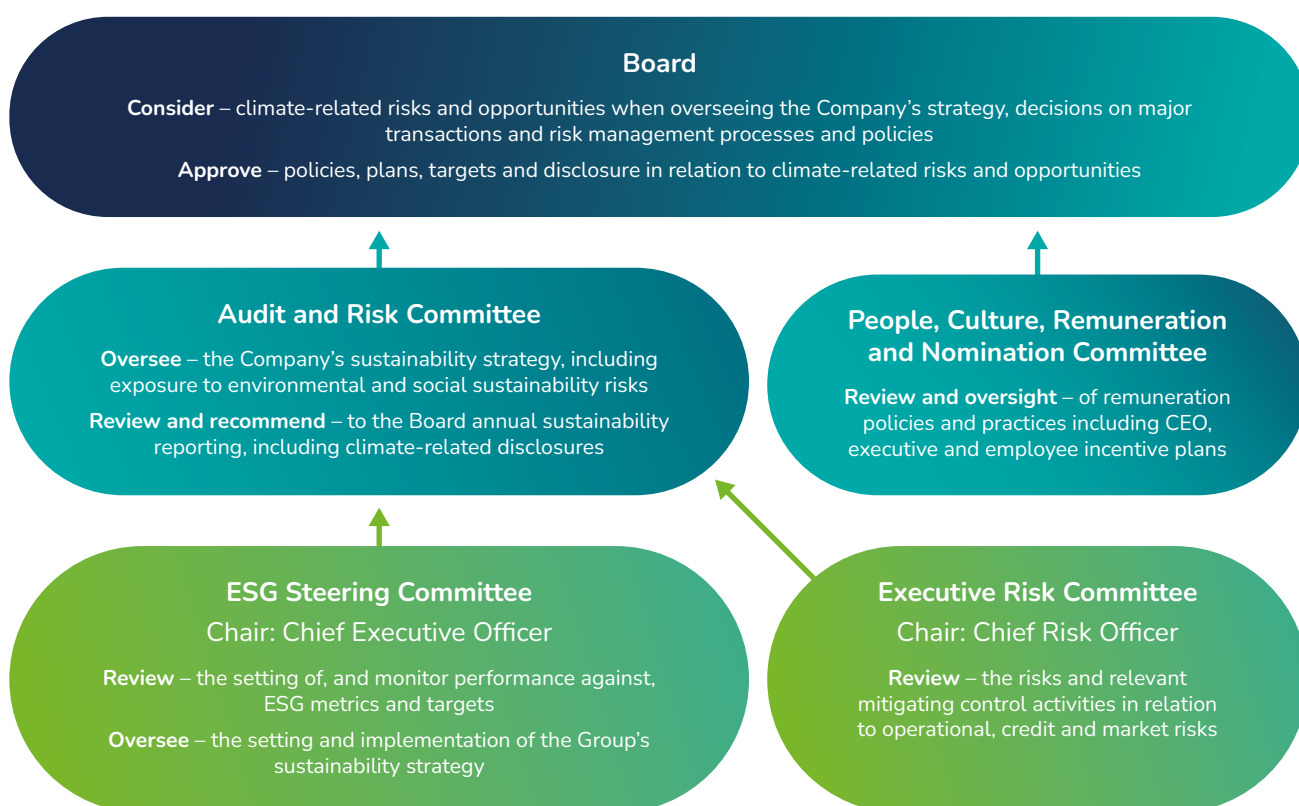 Board
Consider – climate-related risks and opportunities when overseeing the Company’s strategy, decisions on major
transactions and risk management processes and policies
Approve – policies, plans, targets and disclosure in relation to climate-related risks and opportunities
Audit and Risk Committee
Oversee – the Company’s sustainability strategy, including
exposure to environmental and social sustainability risks
Review and recommend – to the Board annual sustainability
reporting, including climate-related disclosures
People, Culture, Remuneration
and Nomination Committee
Review and oversight – of remuneration
policies and practices including CEO,
executive and employee incentive plans
ESG Steering Committee
Chair: Chief Executive Officer
Review – the setting of, and monitor performance against,
ESG metrics and targets
Oversee – the setting and implementation of the Group’s
sustainability strategy
Executive Risk Committee
Chair: Chief Risk Officer
Review – the risks and relevant
mitigating control activities in relation
to operational, credit and market risks